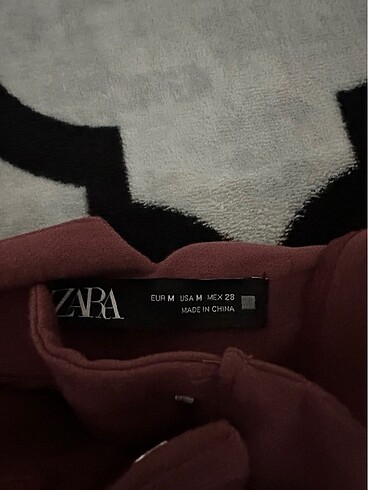 ZARA
EUR M USA M MEX 28
MADE IN CHINA